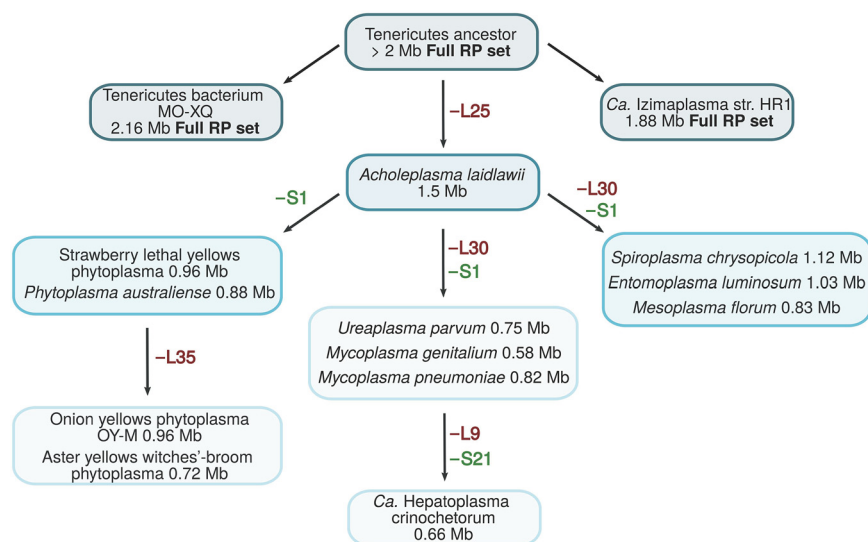 Tenericutes ancestor
> 2 Mb Full RP set
Tenericutes bacterium
MO-XQ
2.16 Mb Full RP set
–L25
Ca. Izimaplasma str. HR1
1.88 Mb Full RP set
Acholeplasma laidlawii
1.5 Mb
–S1
–L30
–S1
Strawberry lethal yellows
phytoplasma 0.96 Mb
Phytoplasma australiense 0.88 Mb
–L30
–S1
Spiroplasma chrysopicola 1.12 Mb
Entomoplasma luminosum 1.03 Mb
Mesoplasma florum 0.83 Mb
–L35
Ureaplasma parvum 0.75 Mb
Mycoplasma genitalium 0.58 Mb
Mycoplasma pneumoniae 0.82 Mb
Onion yellows phytoplasma
OY-M 0.96 Mb
Aster yellows witches’-broom
phytoplasma 0.72 Mb
–L9
–S21
Ca. Hepatoplasma
crinochetorum
0.66 Mb